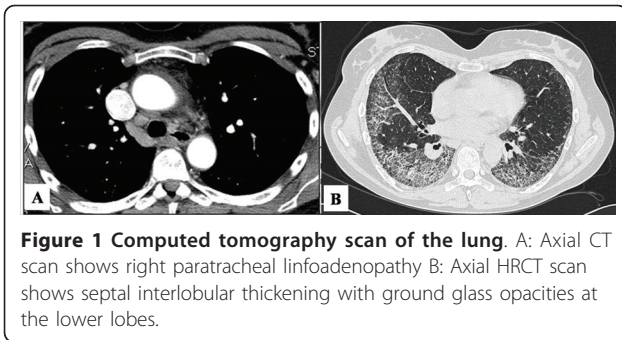 S
A
A
B
Figure 1 Computed tomography scan of the lung. A: Axial CT
scan shows right paratracheal linfoadenopathy B: Axial HRCT scan
shows septal interlobular thickening with ground glass opacities at
the lower lobes.